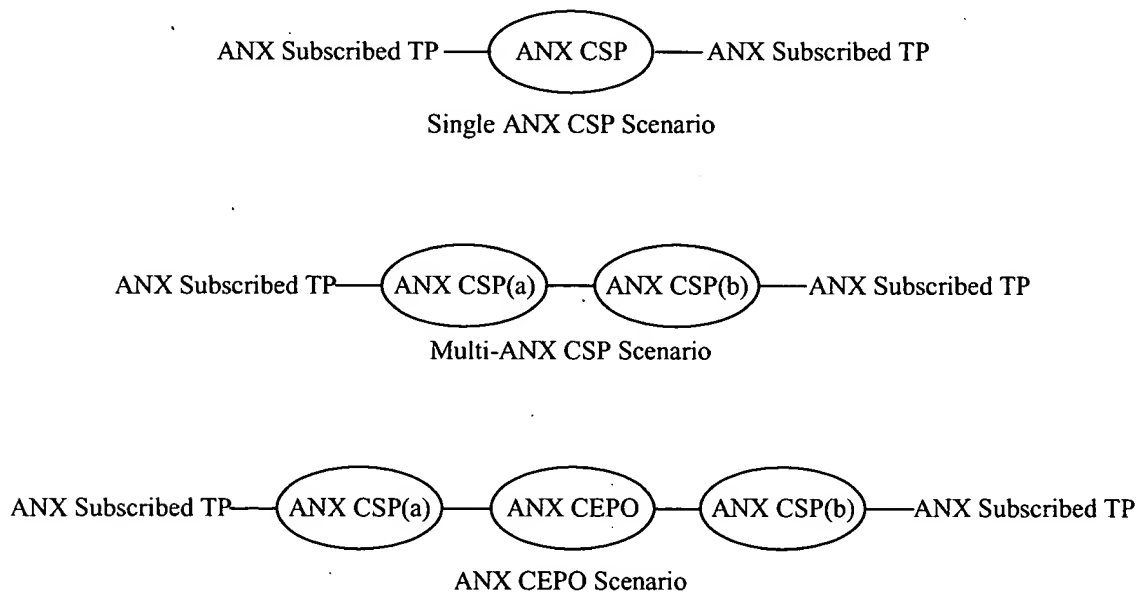 ANX Subscribed TP ANX CSP ANX Subscribed TP
Single ANX CSP Scenario
ANX Subscribed TP ANX CSP(a) ANX CSP(b) ANX Subscribed TP
Multi-ANX CSP Scenario
ANX Subscribed TP ANX CSP(a) ANX CEPO ANX CSP(b) ANX Subscribed TP
ANX CEPO Scenario